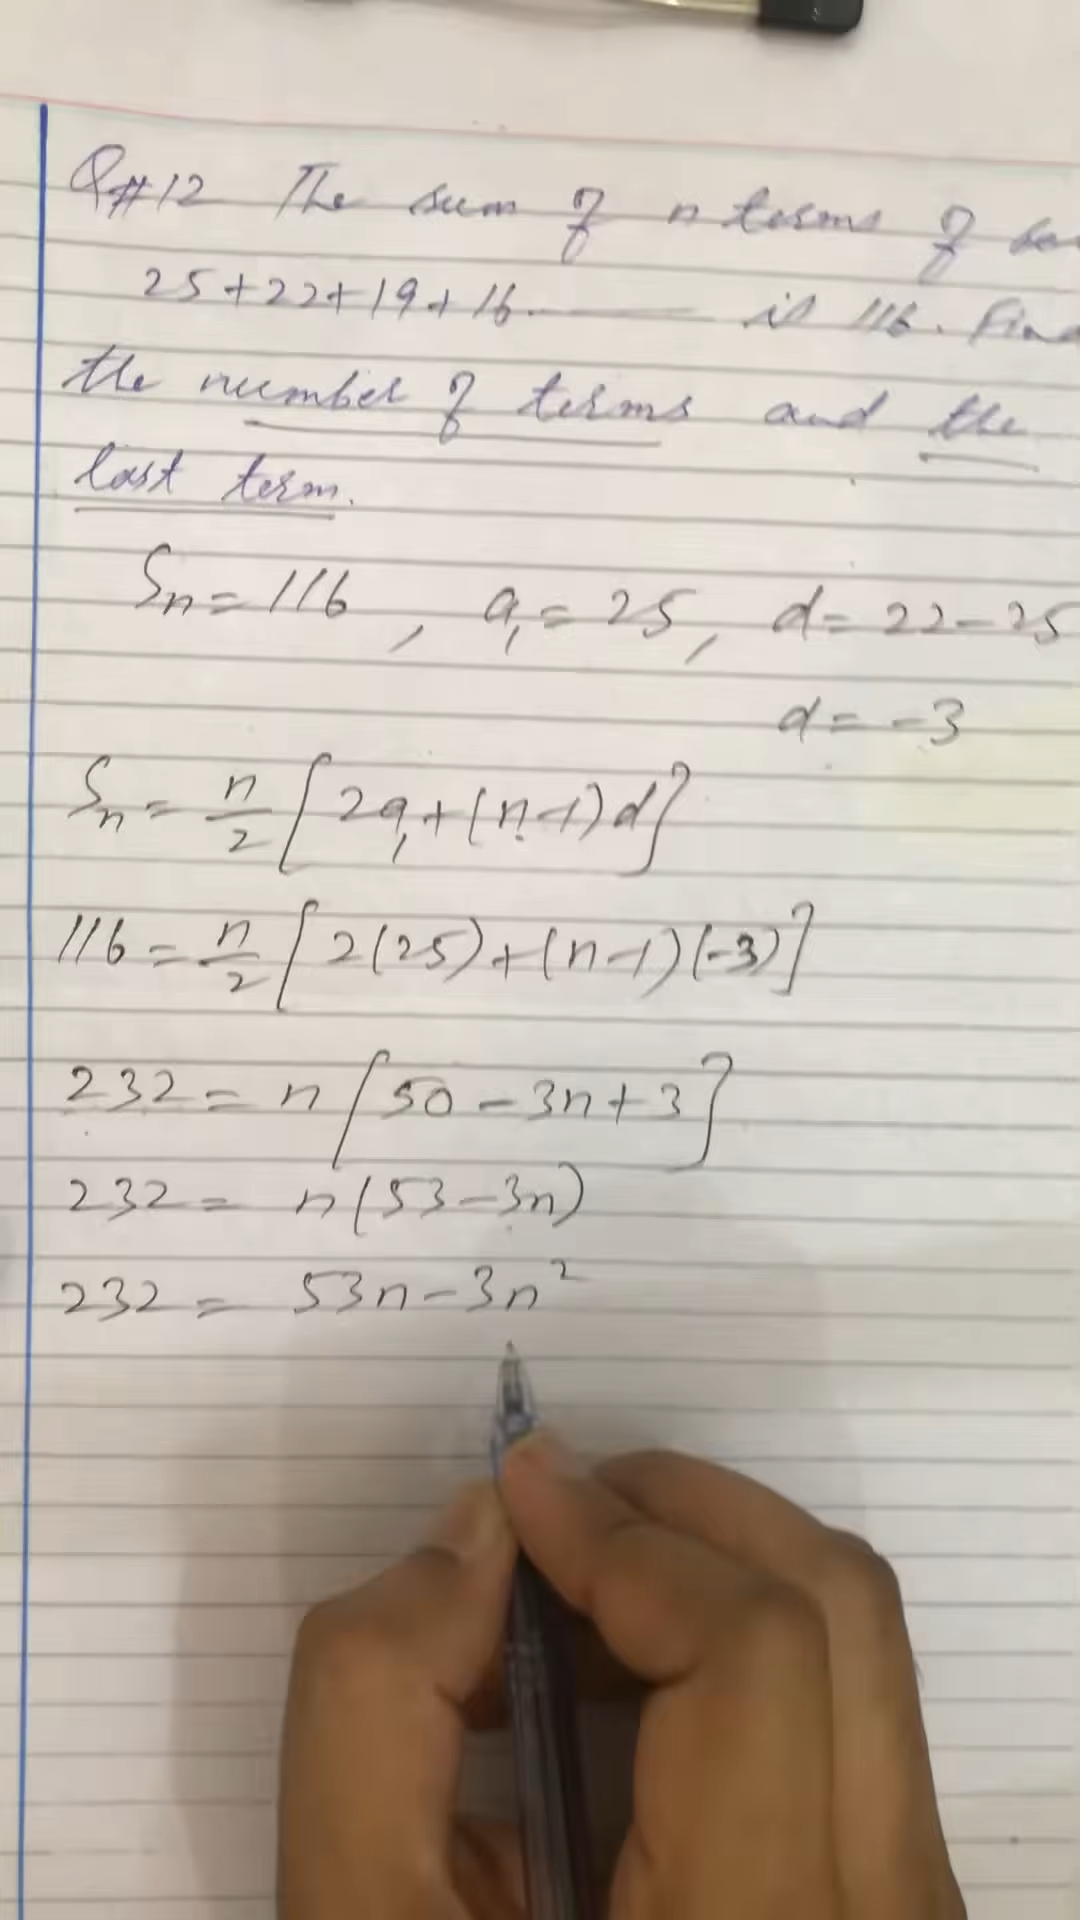 Q#12 The sum of n terms of
25+22+19+16 ------ is 116. Find
the number of terms and the
last term.
Sn = 116 , a₁ = 25, d = 22-25
d = -3
Sn = n/2 [2a₁+(n-1)d]
116 = n/2 [2(25)+(n-1)(-3)]
232 = n[50-3n+3]
232 = n(53-3n)
232 = 53n-3n²